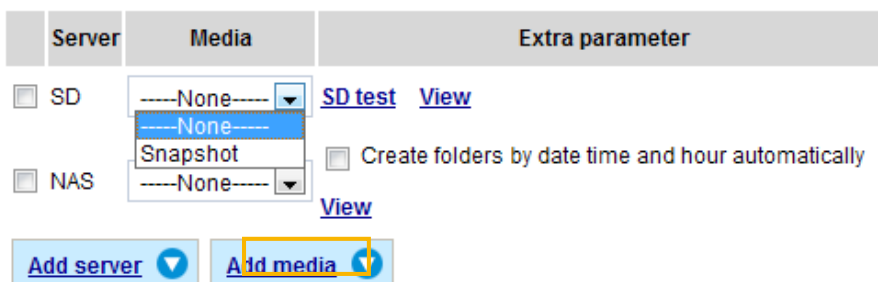 Server Media Extra parameter
SD -----None----- SD test View
-----None-----
Snapshot
Create folders by date time and hour automatically
NAS -----None-----
View
Add server Add media